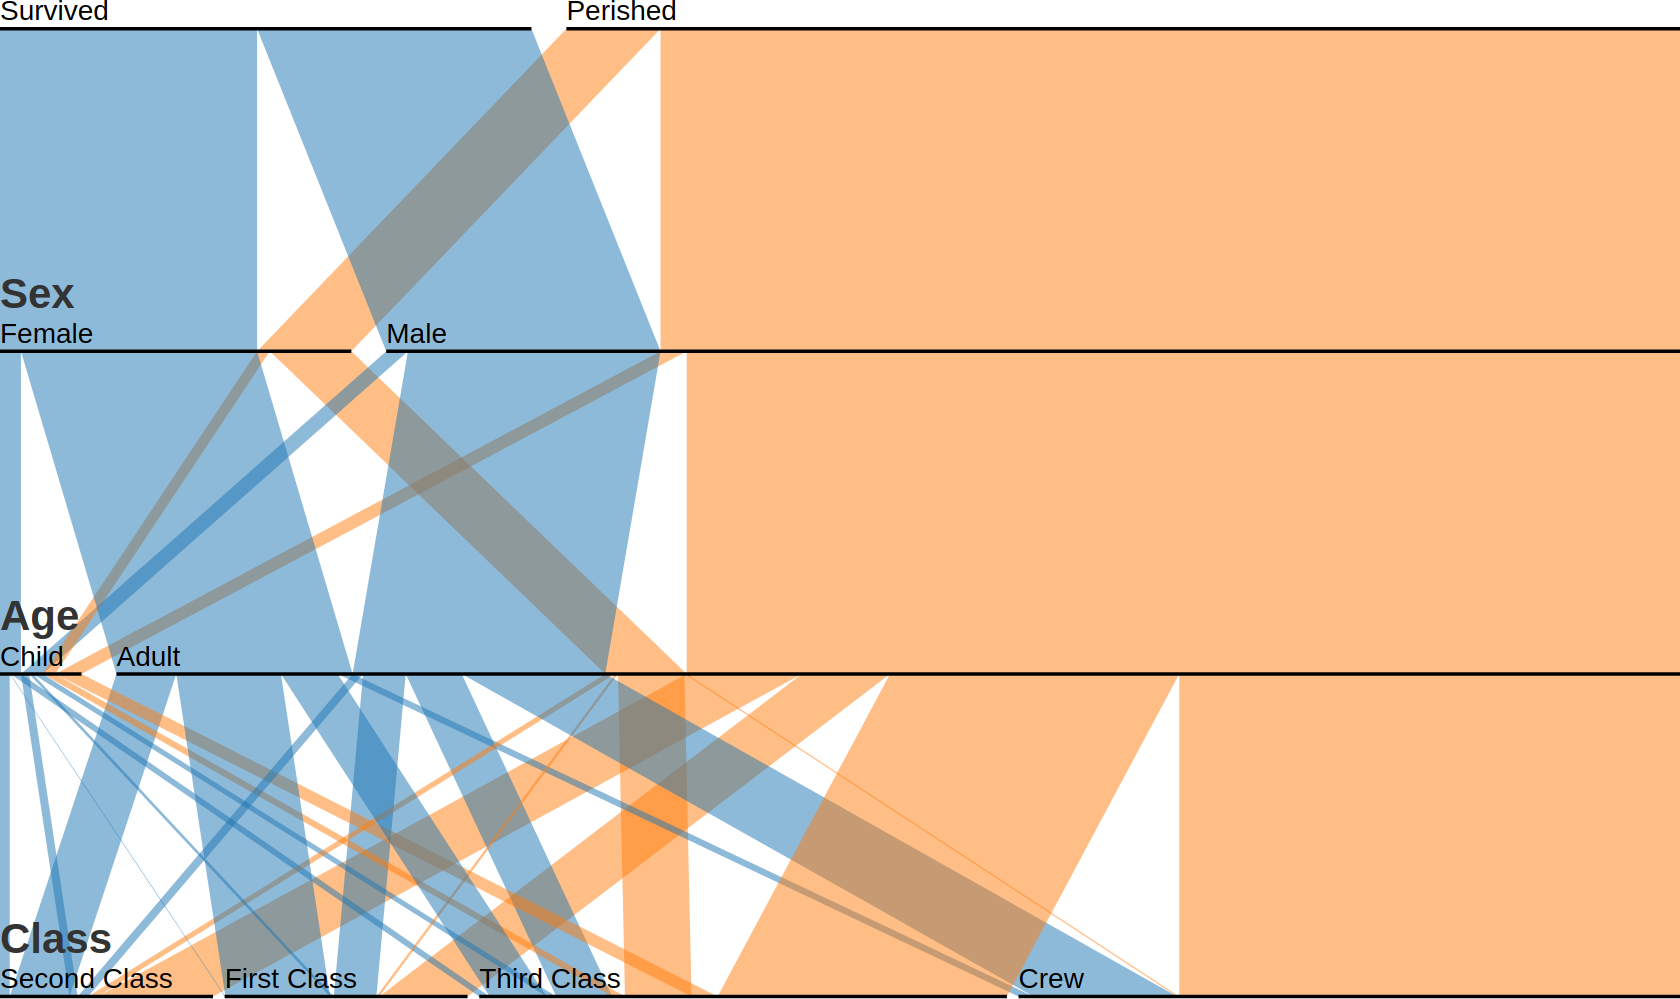 Survived Perished
Sex
Female Male
Age
Child Adult
Class
Second Class First Class Third Class Crew